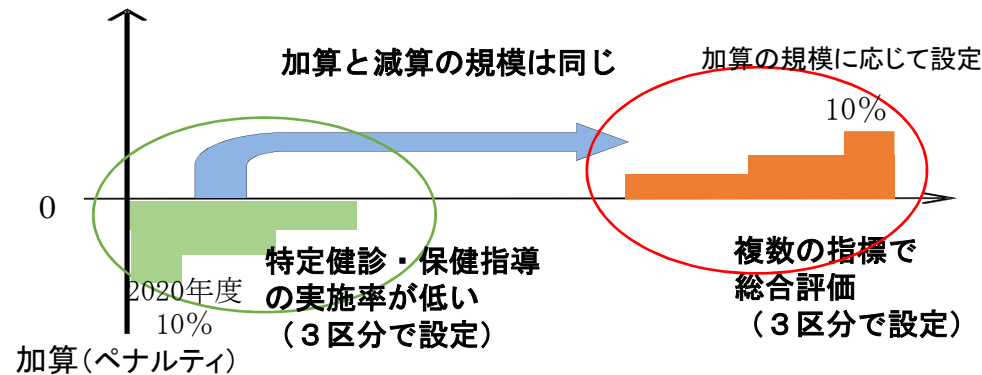 加算と減算の規模は同じ
加算の規模に応じて設定
10%
0
特定健診・保健指導
の実施率が低い
（３区分で設定）
2020年度
10%
複数の指標で
総合評価
（３区分で設定）
加算（ペナルティ）